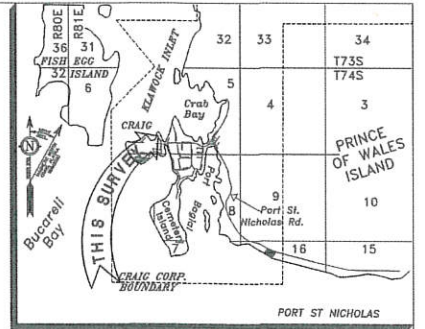 R80E
R81E
36
31
32
33
34
FISH EGG
T73S
32
ISLAND
T74S
6
KLAWOCK INLET
5
4
3
Crab
Bay
CRAIG
N
PRINCE
OF WALES
ISLAND
THIS SURVEY
Port
Bagial
Bucareli
Bay
Cemetery
Island
8
9
10
Port St.
Nicholas Rd.
16
15
CRAIG CORP.
BOUNDARY
PORT ST NICHOLAS